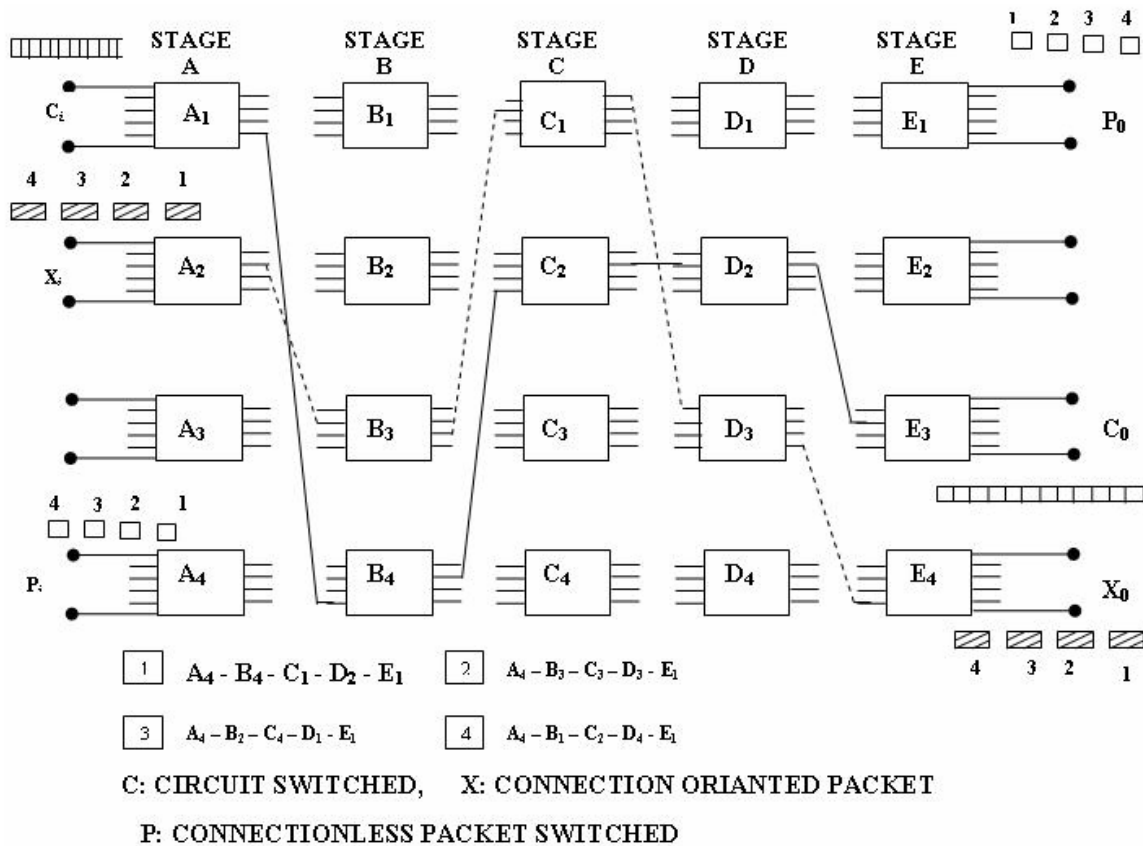 STAGE A STAGE B STAGE C STAGE D STAGE E
1 2 3 4
Cᵢ A₁ B₁ C₁ D₁ E₁ P₀
4 3 2 1
Xᵢ A₂ B₂ C₂ D₂ E₂
A₃ B₃ C₃ D₃ E₃ C₀
4 3 2 1
Pᵢ A₄ B₄ C₄ D₄ E₄ X₀
4 3 2 1
1 A₄ - B₄ - C₁ - D₂ - E₁ 2 A₄ – B₃ – C₃ – D₃ - E₁
3 A₄ – B₂ – C₄ – D₁ - E₁ 4 A₄ – B₁ – C₂ – D₄ – E₁
C: CIRCUIT SWITCHED, X: CONNECTION ORIANTED PACKET
P: CONNECTIONLESS PACKET SWITCHED